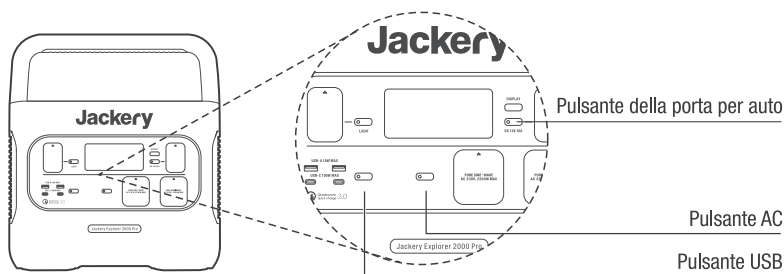 Jackery
Jackery Explorer 2000 Pro
Jackery
DISPLAY
LIGHT
DC 12V 10A
USB-A 18W MAX
USB-C 100W MAX
Qualcomm
quick charge 3.0
PURE SINE-WAVE
AC 230V, 2200W MAX
Jackery Explorer 2000 Pro
Pulsante della porta per auto
Pulsante AC
Pulsante USB